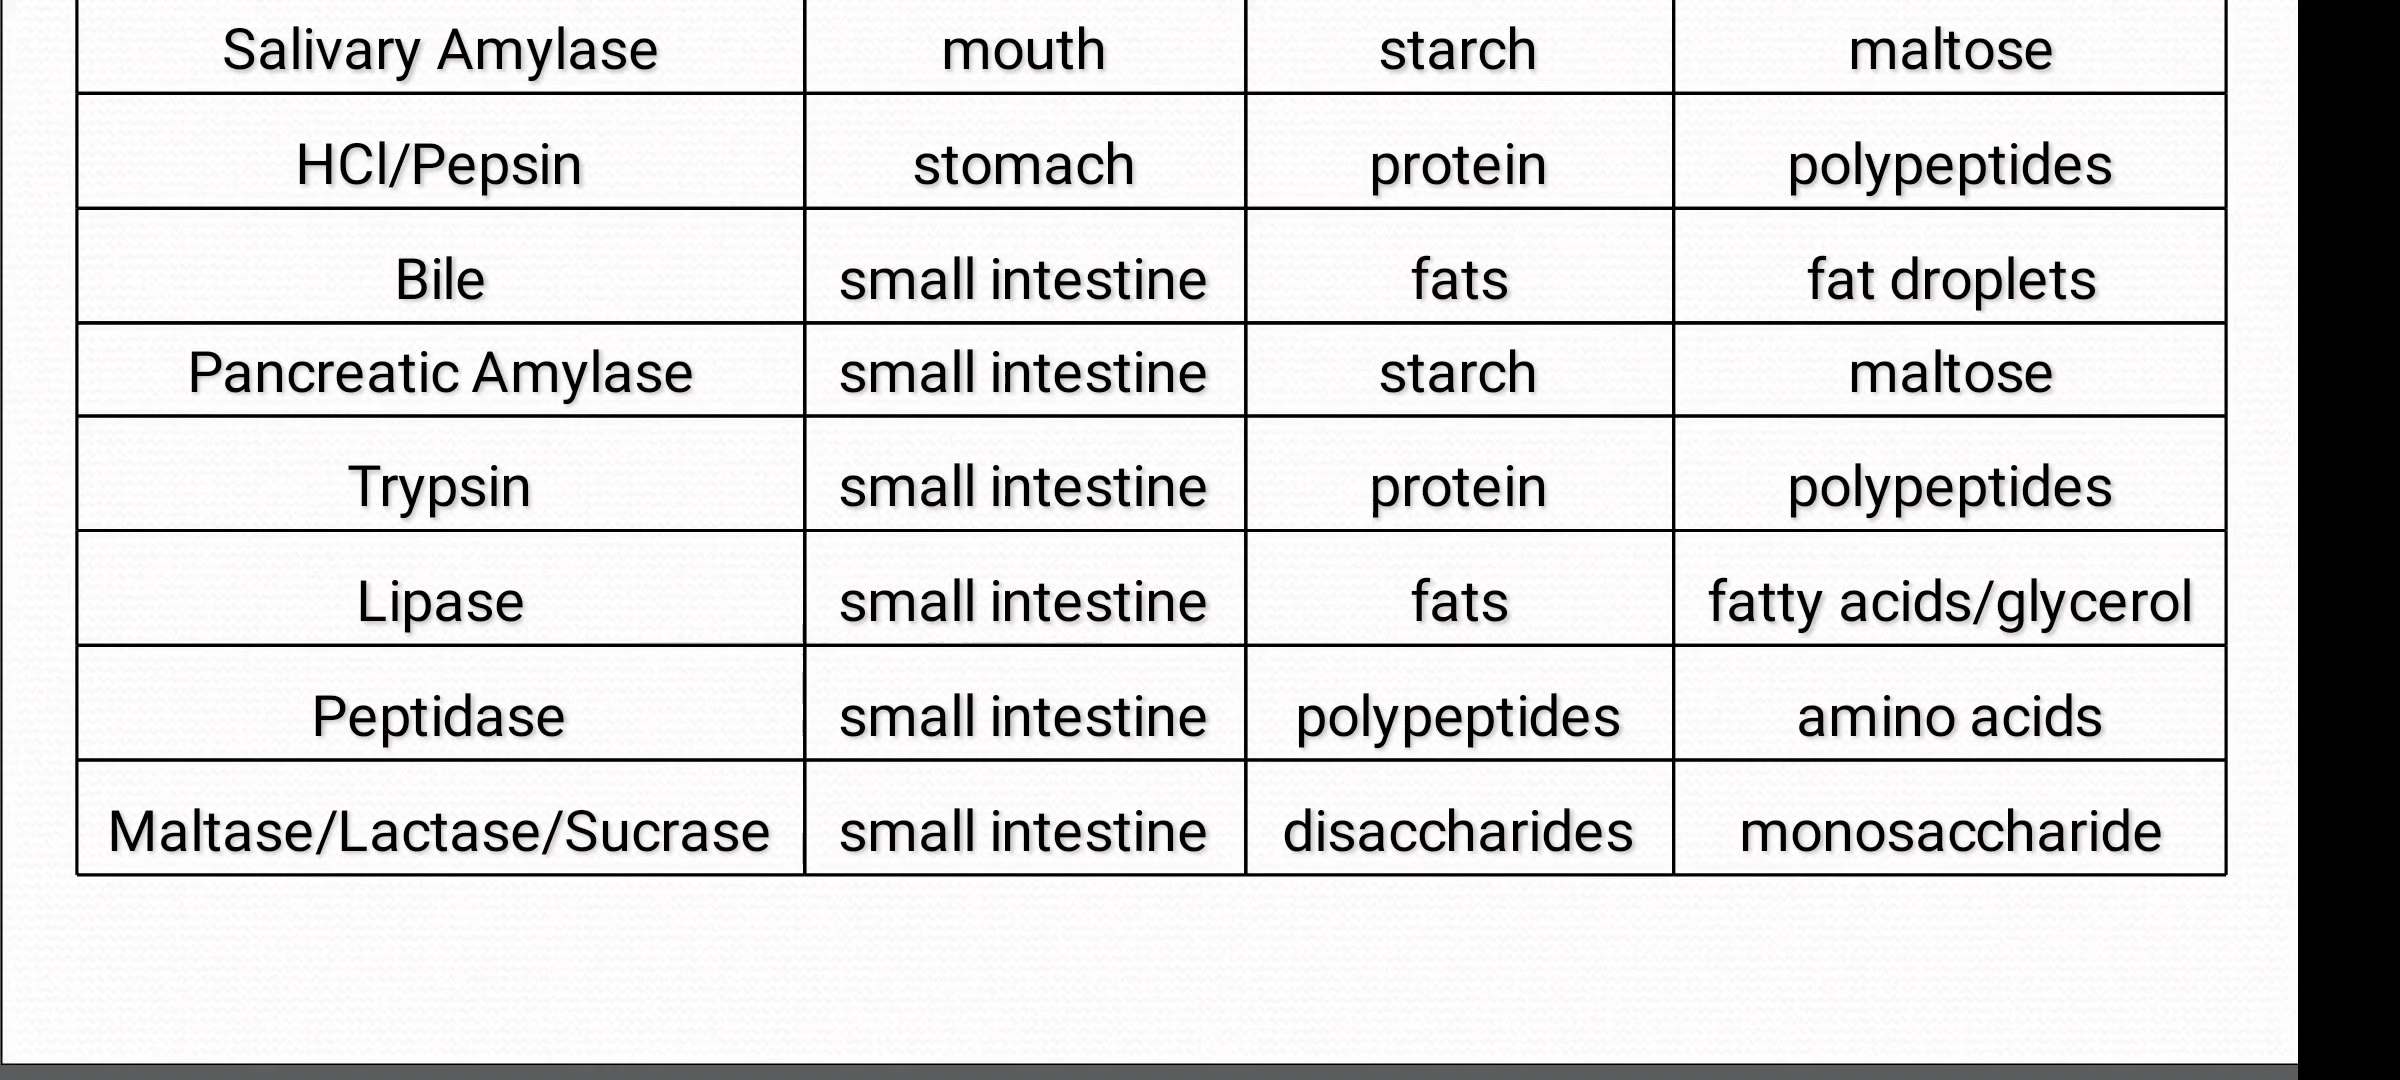 Salivary Amylase mouth starch maltose
HCl/Pepsin stomach protein polypeptides
Bile small intestine fats fat droplets
Pancreatic Amylase small intestine starch maltose
Trypsin small intestine protein polypeptides
Lipase small intestine fats fatty acids/glycerol
Peptidase small intestine polypeptides amino acids
Maltase/Lactase/Sucrase small intestine disaccharides monosaccharide